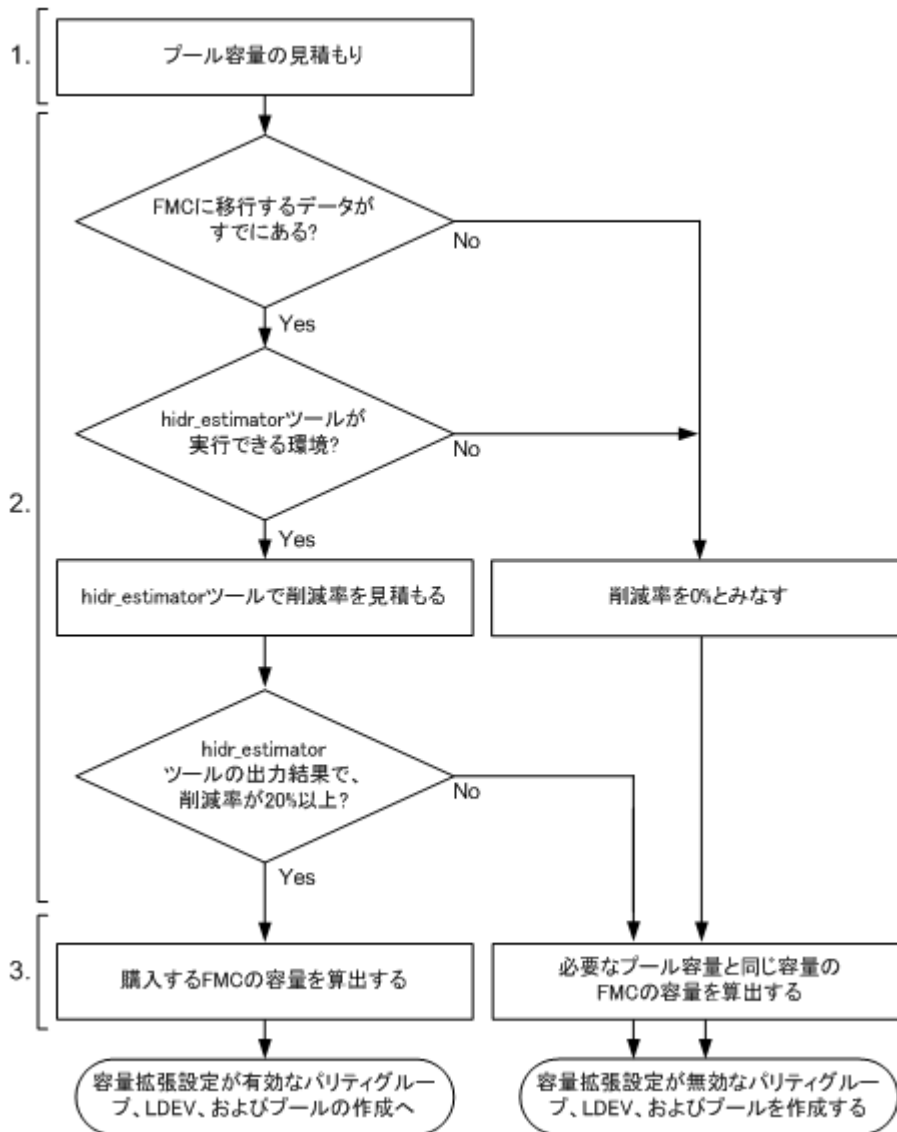 1.
プール容量の見積もり
2.
FMCに移行するデータが
すでにある?
No
Yes
hidr_estimatorツールが
実行できる環境?
No
Yes
hidr_estimatorツールで削減率を見積もる
削減率を0%とみなす
hidr_estimator
ツールの出力結果で、
削減率が20%以上?
No
Yes
3.
購入するFMCの容量を算出する
必要なプール容量と同じ容量の
FMCの容量を算出する
容量拡張設定が有効なパリティグルー
プ、LDEV、およびプールの作成へ
容量拡張設定が無効なパリティグルー
プ、LDEV、およびプールを作成する